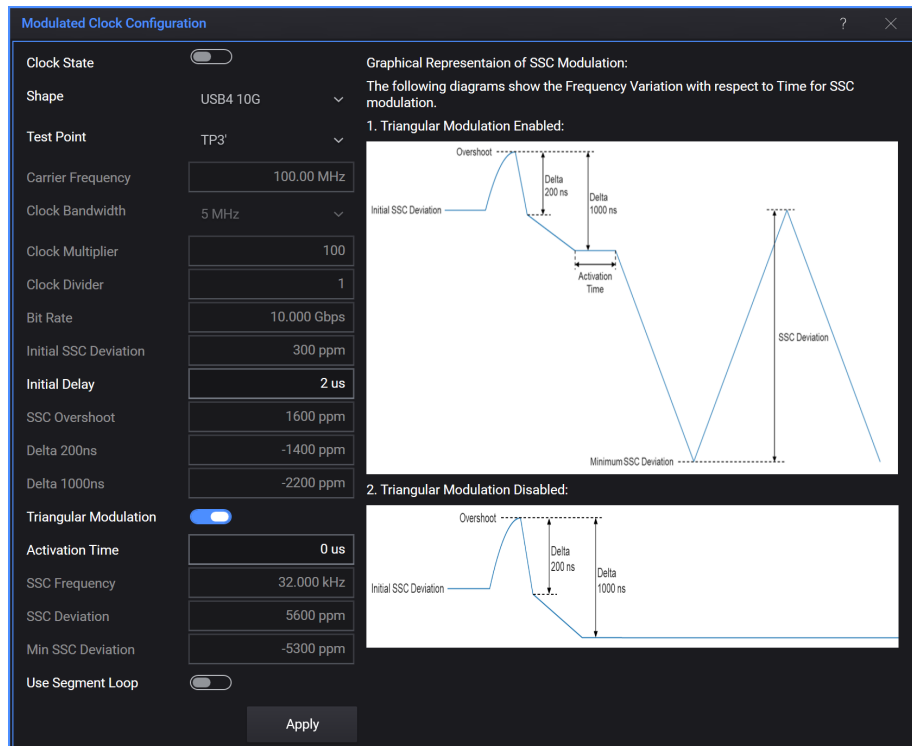 Modulated Clock Configuration ?
Clock State
Shape USB4 10G
Test Point TP3'
Carrier Frequency 100.00 MHz
Clock Bandwidth 5 MHz
Clock Multiplier 100
Clock Divider 1
Bit Rate 10.000 Gbps
Initial SSC Deviation 300 ppm
Initial Delay 2 us
SSC Overshoot 1600 ppm
Delta 200ns -1400 ppm
Delta 1000ns -2200 ppm
Triangular Modulation
Activation Time 0 us
SSC Frequency 32.000 kHz
SSC Deviation 5600 ppm
Min SSC Deviation -5300 ppm
Use Segment Loop
Apply
Graphical Representaion of SSC Modulation:
The following diagrams show the Frequency Variation with respect to Time for SSC
modulation.
1. Triangular Modulation Enabled:
Overshoot
Delta
200 ns
Delta
1000 ns
Initial SSC Deviation
Activation
Time
SSC Deviation
Minimum SSC Deviation
2. Triangular Modulation Disabled:
Overshoot
Delta
200 ns
Delta
1000 ns
Initial SSC Deviation